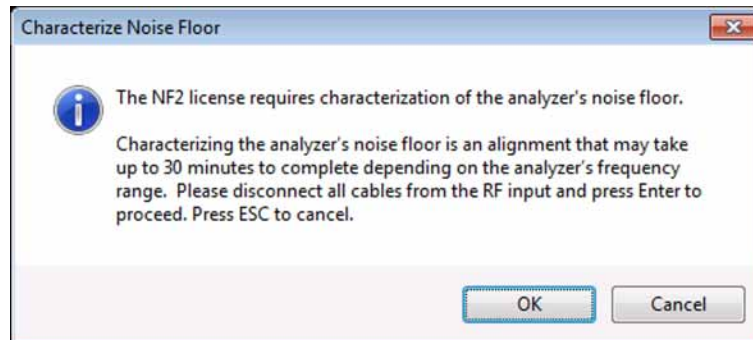 Characterize Noise Floor
The NF2 license requires characterization of the analyzer's noise floor.
Characterizing the analyzer's noise floor is an alignment that may take
up to 30 minutes to complete depending on the analyzer's frequency
range.  Please disconnect all cables from the RF input and press Enter to
proceed. Press ESC to cancel.
OK
Cancel